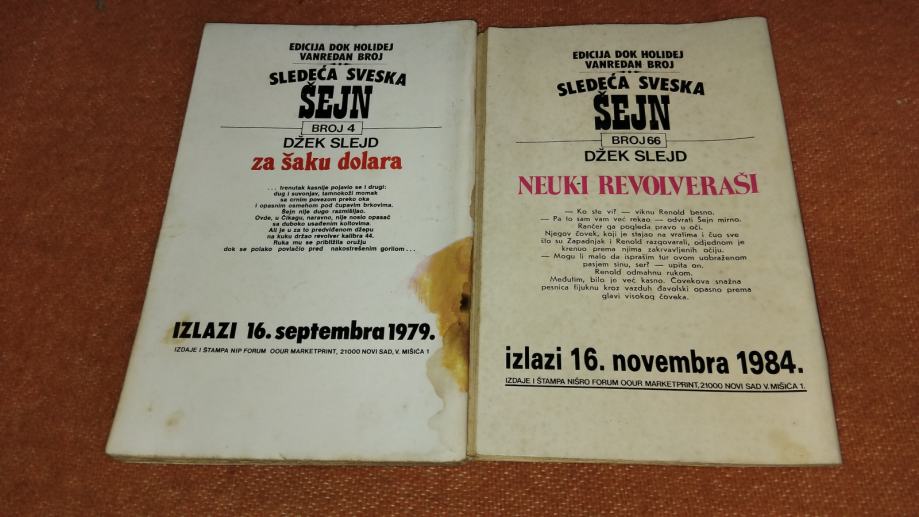 EDICIJA DOK HOLIDEJ
VANREDAN BROJ
SLEDEĆA SVESKA
ŠEJN
BROJ 4
DŽEK SLEJD
za šaku dolara
... trenutak kasnije pojavio se i drugi:
dug i suvonjav, tamnokoži momak
sa crnim povezom preko oka
i opasnim osmehom pod čupavim brkovima.
Šejn nije dugo razmišljao.
Ovde, u Čikagu, naravno, nije nosio opasač
sa duboko usađenim koltovima.
Ali je u za to predviđenom džepu
na kuku držao revolver kalibra 44.
Ruka mu se približila oružju
dok se polako povlačio pred nakostrešenim gorilom...
IZLAZI 16. septembra 1979.
IZDAJE I ŠTAMPA NIP FORUM OOUR MARKETPRINT, 21000 NOVI SAD, V. MIŠIĆA 1
EDICIJA DOK HOLIDEJ
VANREDAN BROJ
SLEDEĆA SVESKA
ŠEJN
BROJ 66
DŽEK SLEJD
NEUK-I REVOLVERAŠI
— Ko ste vi? — viknu Renold besno.
— Pa to sam vam već rekao — odvrati Šejn mirno.
Rančer ga pogleda pravo u oči.
Njegov čovek, koji je stajao na vratima i čuo sve
što su Zapadnjak i Renold razgovarali, odjednom je
krenuo prema njima zakrvavljenih očiju.
— Mogu li malo da isprašim tur ovom uobraženom
pasjem sinu, ser? — upita on.
Renold odmahnu rukom.
Međutim, bilo je već kasno. Čovekova snažna
pesnica fijuknu kroz vazduh đavolski opasno prema
glavi visokog čoveka.
izlazi 16. novembra 1984.
IZDAJE I ŠTAMPA NIŠRO FORUM OOUR MARKETPRINT, 21000 NOVI SAD V. MIŠIĆA 1.